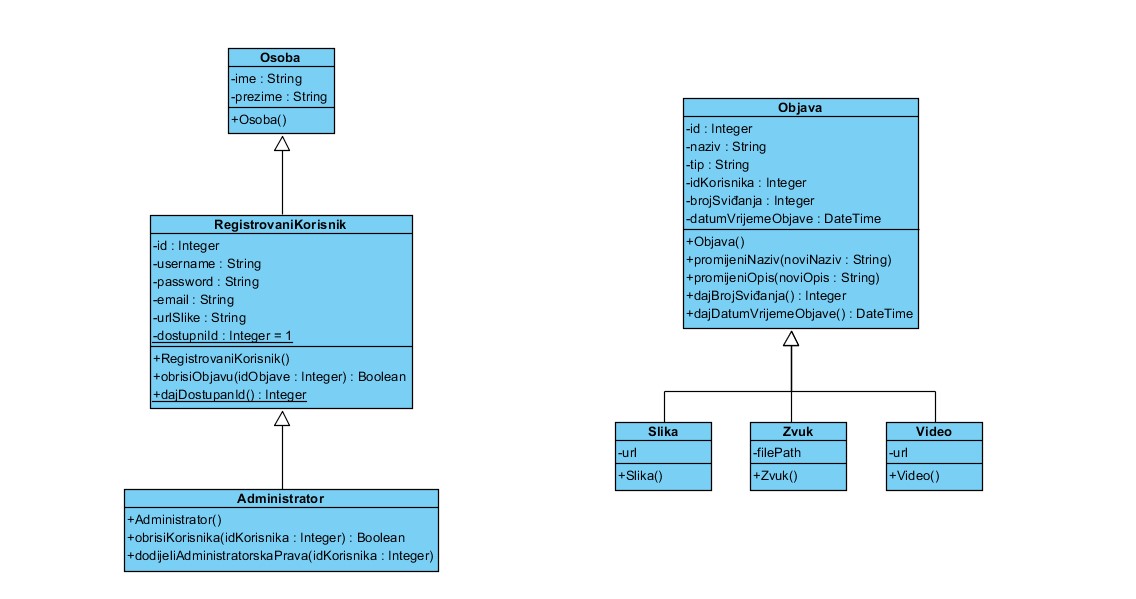 Osoba
-ime : String
-prezime : String
+Osoba()
RegistrovaniKorisnik
-id : Integer
-username : String
-password : String
-email : String
-urlSlike : String
-dostupniId : Integer = 1
+RegistrovaniKorisnik()
+obrisiObjavu(idObjave : Integer) : Boolean
+dajDostupanId() : Integer
Administrator
+Administrator()
+obrisiKorisnika(idKorisnika : Integer) : Boolean
+dodijeliAdministratorskaPrava(idKorisnika : Integer)
Objava
-id : Integer
-naziv : String
-tip : String
-idKorisnika : Integer
-brojSviđanja : Integer
-datumVrijemeObjave : DateTime
+Objava()
+promijeniNaziv(noviNaziv : String)
+promijeniOpis(noviOpis : String)
+dajBrojSviđanja() : Integer
+dajDatumVrijemeObjave() : DateTime
Slika
-url
+Slika()
Zvuk
-filePath
+Zvuk()
Video
-url
+Video()